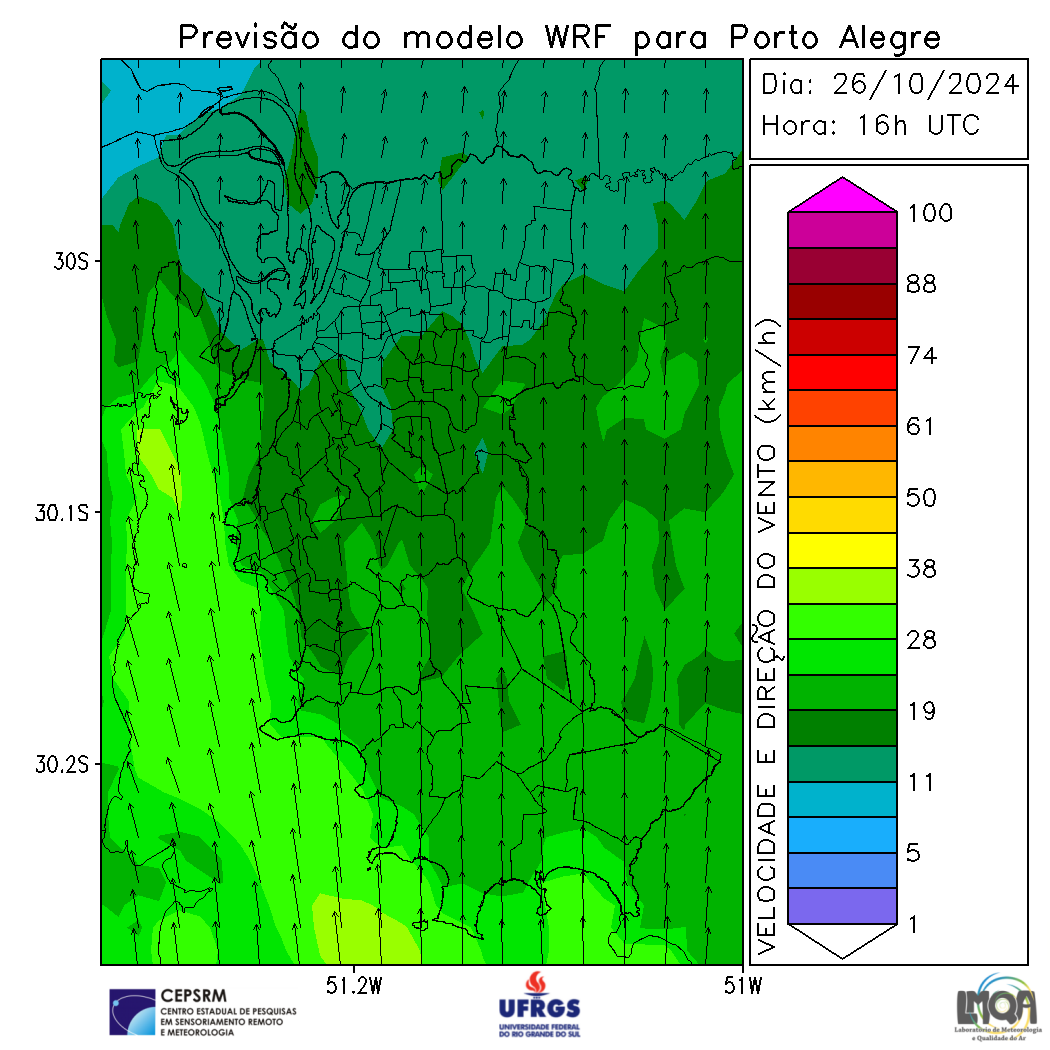 Previsão do modelo WRF para Porto Alegre
Dia: 26/10/2024
Hora: 16h UTC
30S
30.1S
30.2S
51.2W
51W
VELOCIDADE E DIREÇÃO DO VENTO (km/h)
100
88
74
61
50
38
28
19
11
5
1
CEPSRM
CENTRO ESTADUAL DE PESQUISAS
EM SENSORIAMENTO REMOTO
E METEOROLOGIA
UFRGS
UNIVERSIDADE FEDERAL
DO RIO GRANDE DO SUL
LMQA
Laboratório de Meteorologia
e Qualidade do Ar